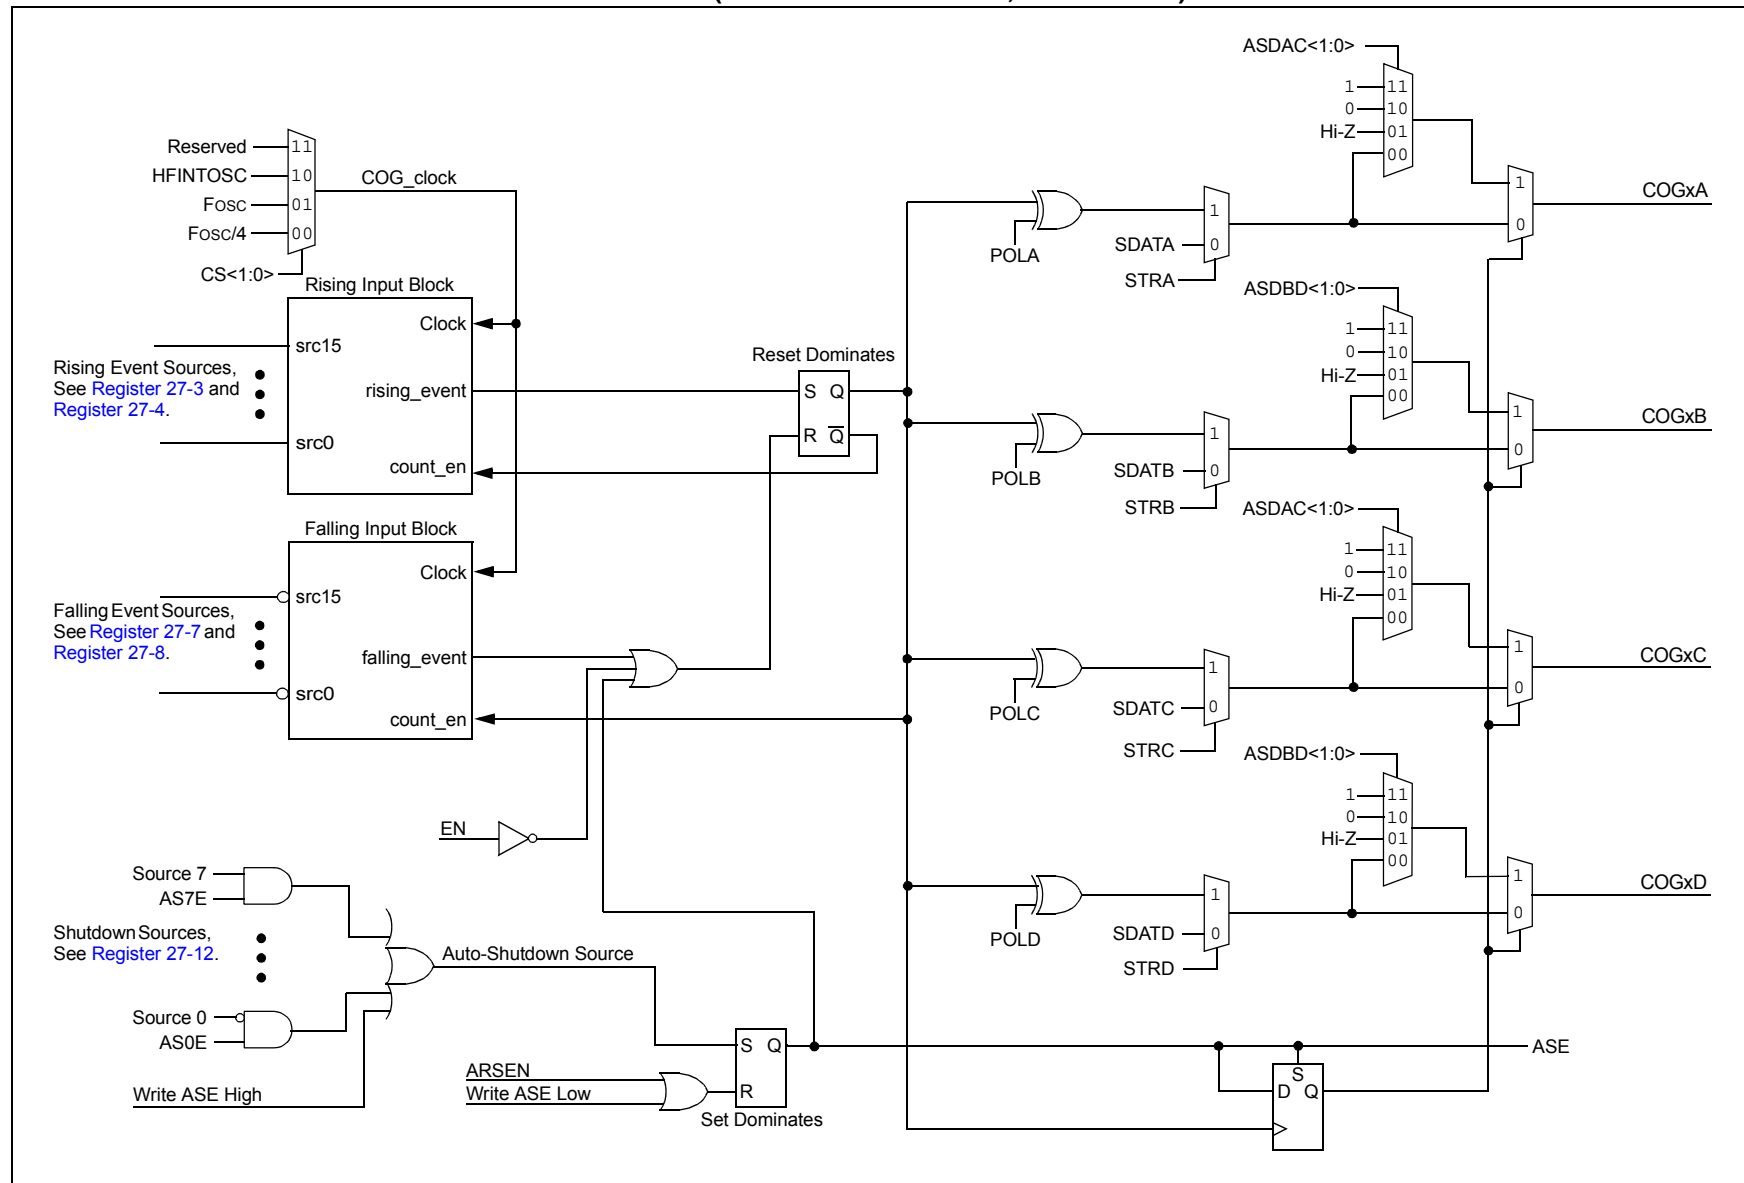 ASDAC<1:0>
1 11
0 10
Hi-Z 01
00
Reserved 11
HFINTOSC 10
FOSC 01
FOSC/4 00
CS<1:0>
COG_clock
1
0
COGxA
POLA
1
SDATA 0
STRA
Rising Input Block
Clock
src15
Rising Event Sources,
See Register 27-3 and
Register 27-4.
rising_event
src0
count_en
Reset Dominates
S Q
R Q
ASDBD<1:0>
1 11
0 10
Hi-Z 01
00
1
0
COGxB
POLB
1
SDATB 0
STRB
Falling Input Block
Clock
src15
Falling Event Sources,
See Register 27-7 and
Register 27-8.
falling_event
src0
count_en
ASDAC<1:0>
1 11
0 10
Hi-Z 01
00
1
0
COGxC
POLC
1
SDATC 0
STRC
ASDBD<1:0>
1 11
0 10
Hi-Z 01
00
1
0
COGxD
POLD
1
SDATD 0
STRD
EN
Source 7
AS7E
Shutdown Sources,
See Register 27-12.
Auto-Shutdown Source
Source 0
AS0E
Write ASE High
ARSEN
Write ASE Low
S Q
R
Set Dominates
ASE
S
D Q